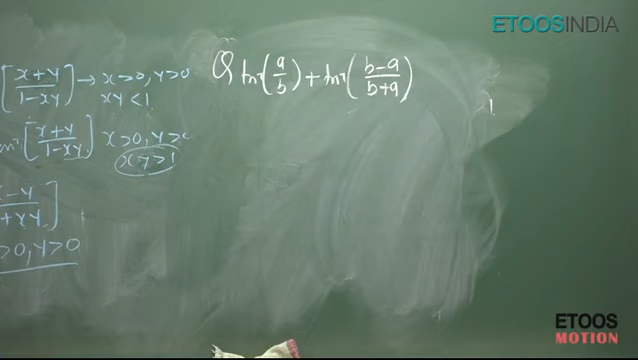 ETOOSINDIA
[x+y/1-xy] → x>0, y>0
xy<1
[x+y/1-xy] x>0, y>0
xy>1
x-y/1+xy]
>0, y>0
Q tan⁻¹(a/b) + tan⁻¹(b-a/b+a)
ETOOS
MOTION